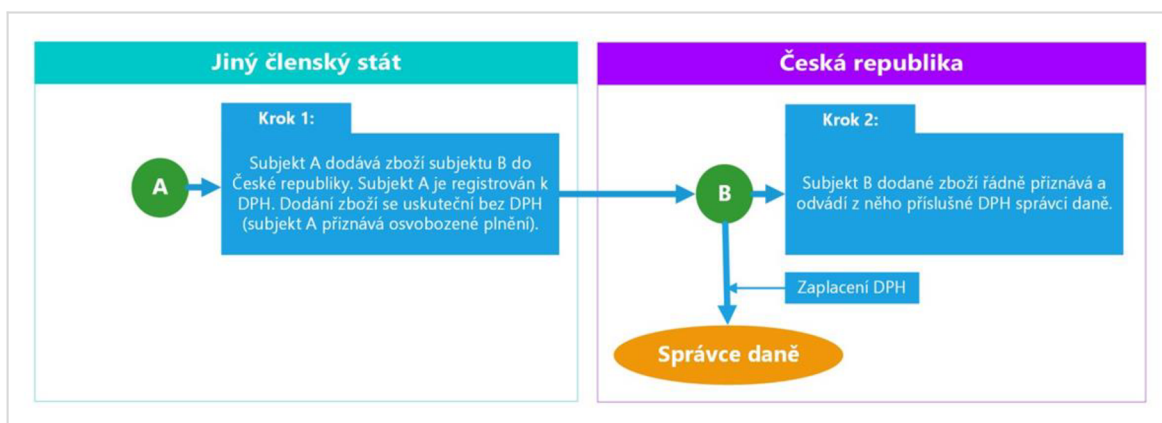 Jiný členský stát
Česká republika
Krok 1:
Subjekt A dodává zboží subjektu B do
České republiky. Subjekt A je registrován k
DPH. Dodání zboží se uskuteční bez DPH
(subjekt A přiznává osvobozené plnění).
A
B
Krok 2:
Subjekt B dodané zboží řádně přiznává a
odvádí z něho příslušné DPH správci daně.
Zaplacení DPH
Správce daně